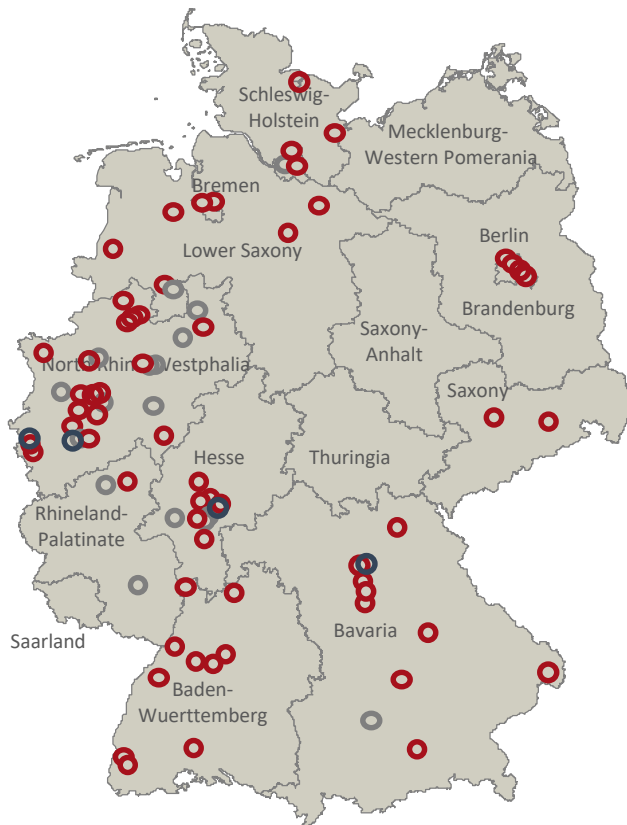 Schleswig-
Holstein
Mecklenburg-
Western Pomerania
Bremen
Lower Saxony
Berlin
Brandenburg
Saxony-
Anhalt
North Rhine-Westphalia
Saxony
Hesse
Thuringia
Rhineland-
Palatinate
Saarland
Bavaria
Baden-
Wuerttemberg